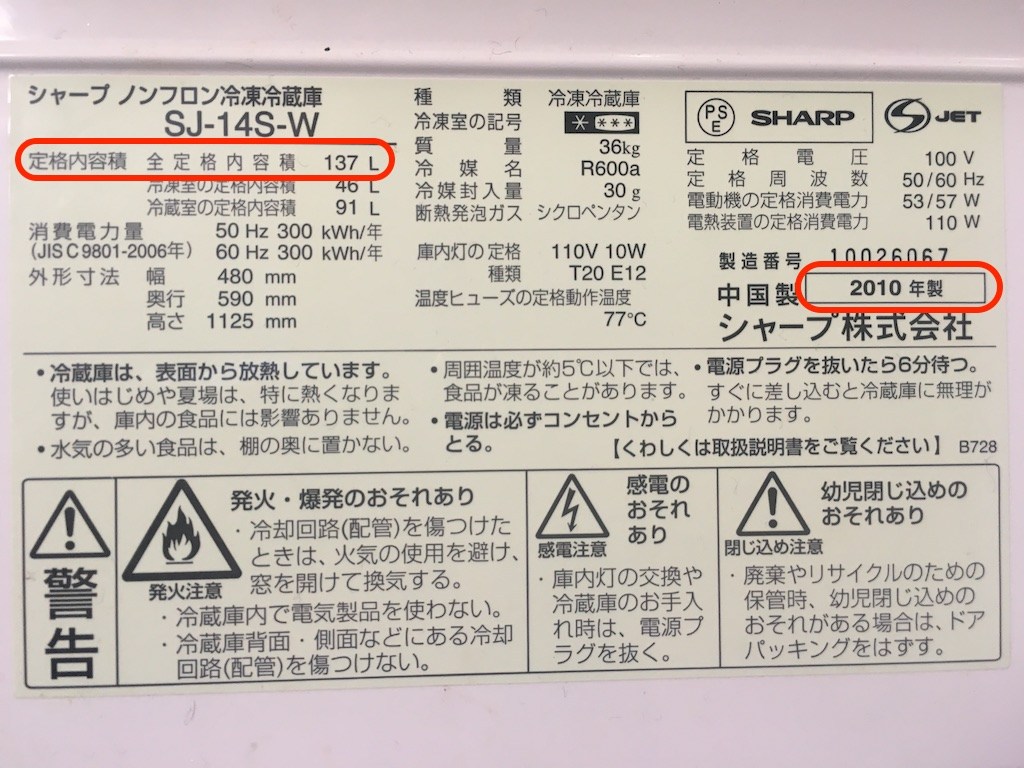 シャープ ノンフロン冷凍冷蔵庫
SJ-14S-W
定格内容積 全定格内容積 137 L
冷凍室の定格内容積 46 L
冷蔵室の定格内容積 91 L
消費電力量 50 Hz 300 kWh/年
(JIS C 9801-2006年) 60 Hz 300 kWh/年
外形寸法 幅 480 mm
奥行 590 mm
高さ 1125 mm
種類 冷凍冷蔵庫
冷凍室の記号 * ***
質量 36kg
冷媒名 R600a
冷媒封入量 30 g
断熱発泡ガス シクロペンタン
庫内灯の定格 110V 10W
種類 T20 E12
温度ヒューズの定格動作温度
77℃
PSE SHARP JET
定格電圧 100 V
定格周波数 50/60 Hz
電動機の定格消費電力 53/57 W
電熱装置の定格消費電力 110 W
製造番号 10026067
中国製 2010 年製
シャープ株式会社
・冷蔵庫は、表面から放熱しています。
使いはじめや夏場は、特に熱くなりま
すが、庫内の食品には影響ありません。
・水気の多い食品は、棚の奥に置かない。
・周囲温度が約5℃以下では、
食品が凍ることがあります。
・電源は必ずコンセントから
とる。
・電源プラグを抜いたら6分待つ。
すぐに差し込むと冷蔵庫に無理が
かかります。
【くわしくは取扱説明書をご覧ください】 B728
警告
発火注意
発火・爆発のおそれあり
・冷却回路(配管)を傷つけた
ときは、火気の使用を避け、
窓を開けて換気する。
・冷蔵庫内で電気製品を使わない。
・冷蔵庫背面・側面などにある冷却
回路(配管)を傷つけない。
感電注意
感電の
おそれ
あり
・庫内灯の交換や
冷蔵庫のお手入
れ時は、電源プ
ラグを抜く。
閉じ込め注意
幼児閉じ込めの
おそれあり
・廃棄やリサイクルのための
保管時、幼児閉じ込めの
おそれがある場合は、ドア
パッキングをはずす。